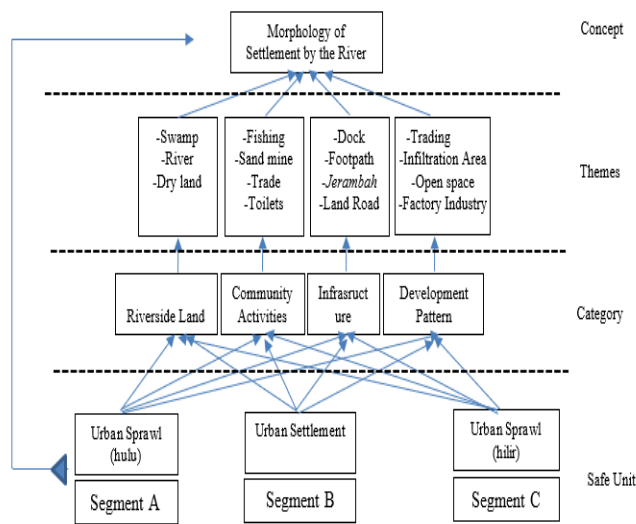 Morphology of
Settlement by the River
Concept
-Swamp
-River
-Dry land
-Fishing
-Sand mine
-Trade
-Toilets
-Dock
-Footpath
-Jerambah
-Land Road
-Trading
-Infiltration Area
-Open space
-Factory Industry
Themes
Riverside Land
Community
Activities
Infrasruct
ure
Development
Pattern
Category
Urban Sprawl
(hulu)
Urban Settlement
Urban Sprawl
(hilir)
Safe Unit
Segment A
Segment B
Segment C